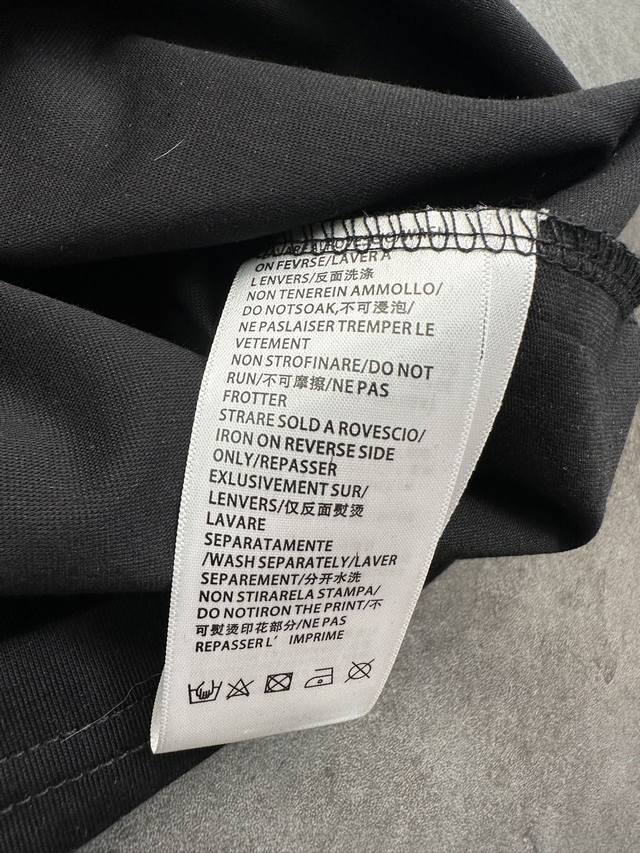 ON FEVRSE/LAVER A
LENVERS/反面洗涤
NON TENEREIN AMMOLLO/
DO NOTSOAK,不可浸泡/
NE PASLAISER TREMPER LE
VETEMENT
NON STROFINARE/DO NOT
RUN/不可摩擦/NE PAS
FROTTER
STRARE SOLD A ROVESCIO/
IRON ON REVERSE SIDE
ONLY/REPASSER
EXLUSIVEMENT SUR/
LENVERS/仅反面熨烫
LAVARE
SEPARATAMENTE
/WASH SEPARATELY/LAVER
SEPAREMENT/分开水洗
NON STIRARELA STAMPA/
DO NOTIRON THE PRINT/不
可熨烫印花部分/NE PAS
REPASSER L' IMPRIME